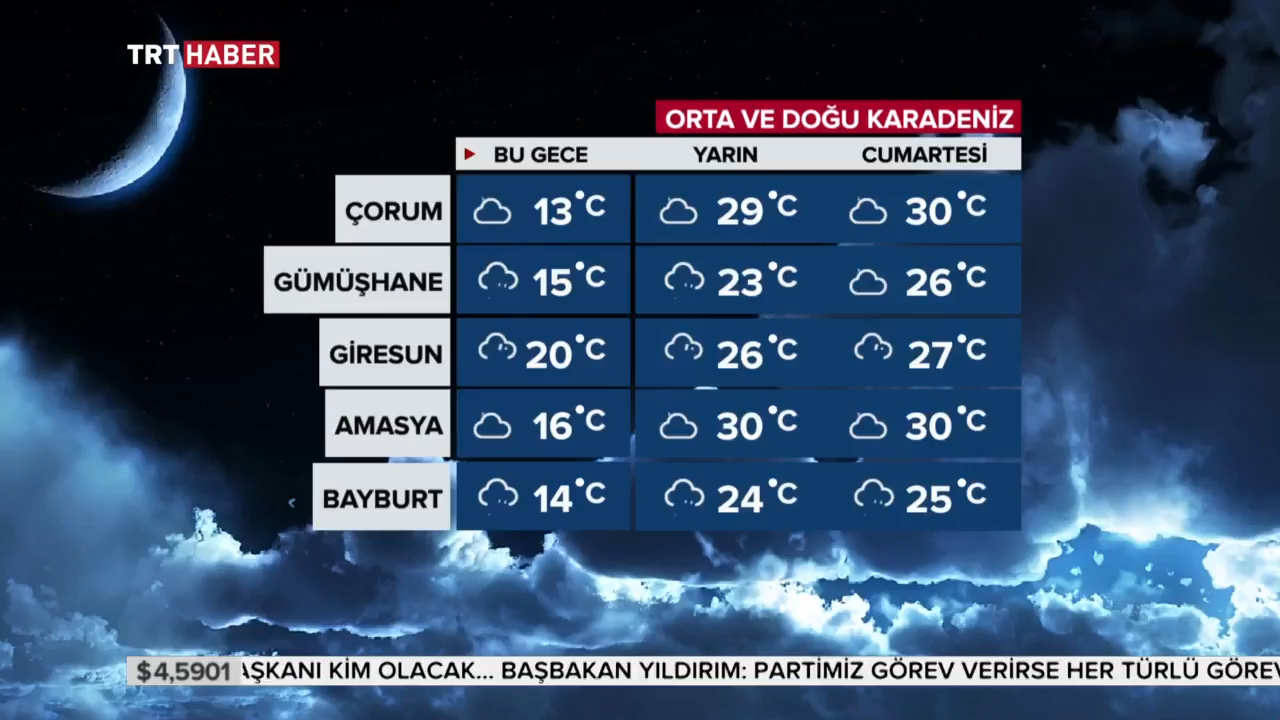 TRT HABER
ORTA VE DOĞU KARADENİZ
BU GECE YARIN CUMARTESİ
ÇORUM 13°C 29°C 30°C
GÜMÜŞHANE 15°C 23°C 26°C
GİRESUN 20°C 26°C 27°C
AMASYA 16°C 30°C 30°C
BAYBURT 14°C 24°C 25°C
$4,5901 AŞKANI KİM OLACAK... BAŞBAKAN YILDIRIM: PARTİMİZ GÖREV VERİRSE HER TÜRLÜ GÖREV